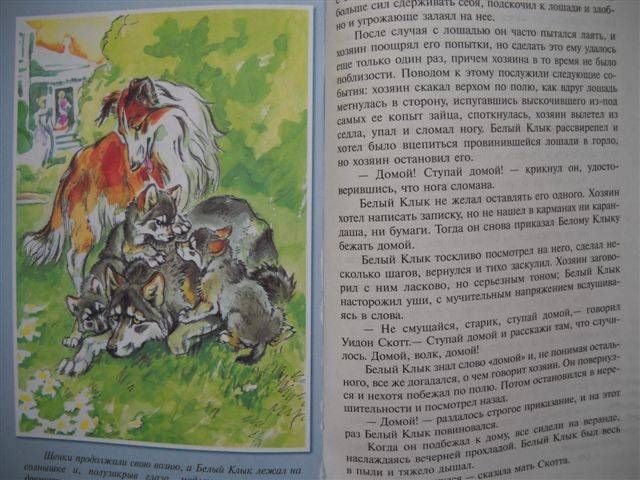 больше сил сдерживать себя, подскочил к лошади и злоб-
но и угрожающе залаял на нее.
После случая с лошадью он часто пытался лаять, и
хозяин поощрял его попытки, но сделать это ему удалось
еще только один раз, причем хозяина в то время не было
поблизости. Поводом к этому послужили следующие со-
бытия: хозяин скакал верхом по полю, как вдруг лошадь
метнулась в сторону, испугавшись выскочившего из-под
самых ее копыт зайца, споткнулась, хозяин вылетел из
седла, упал и сломал ногу. Белый Клык рассвирепел и
хотел было вцепиться провинившейся лошади в горло,
но хозяин остановил его.
— Домой! Ступай домой! — крикнул он, удосто-
верившись, что нога сломана.
Белый Клык не желал оставлять его одного. Хозяин
хотел написать записку, но не нашел в карманах ни каран-
даша, ни бумаги. Тогда он снова приказал Белому Клыку
бежать домой.
Белый Клык тоскливо посмотрел на него, сделал не-
сколько шагов, вернулся и тихо заскулил. Хозяин загово-
рил с ним ласково, но серьезным тоном; Белый Клык
насторожил уши, с мучительным напряжением вслушива-
ясь в слова.
— Не смущайся, старик, ступай домой,— говорил
Уидон Скотт.— Ступай домой и расскажи там, что случи-
лось. Домой, волк, домой!
Белый Клык знал слово «домой» и, не понимая осталь-
ного, все же догадался, о чем говорит хозяин. Он повернул-
ся и нехотя побежал по полю. Потом остановился в нере-
шительности и посмотрел назад.
— Домой! — раздалось строгое приказание, и на этот
раз Белый Клык повиновался.
Когда он подбежал к дому, все сидели на веранде,
наслаждаясь вечерней прохладой. Белый Клык был весь
в пыли и тяжело дышал.
— сказала мать Скотта.
Щенки продолжали свою возню, а Белый Клык лежал на
солнышке и, полузакрыв глаза,